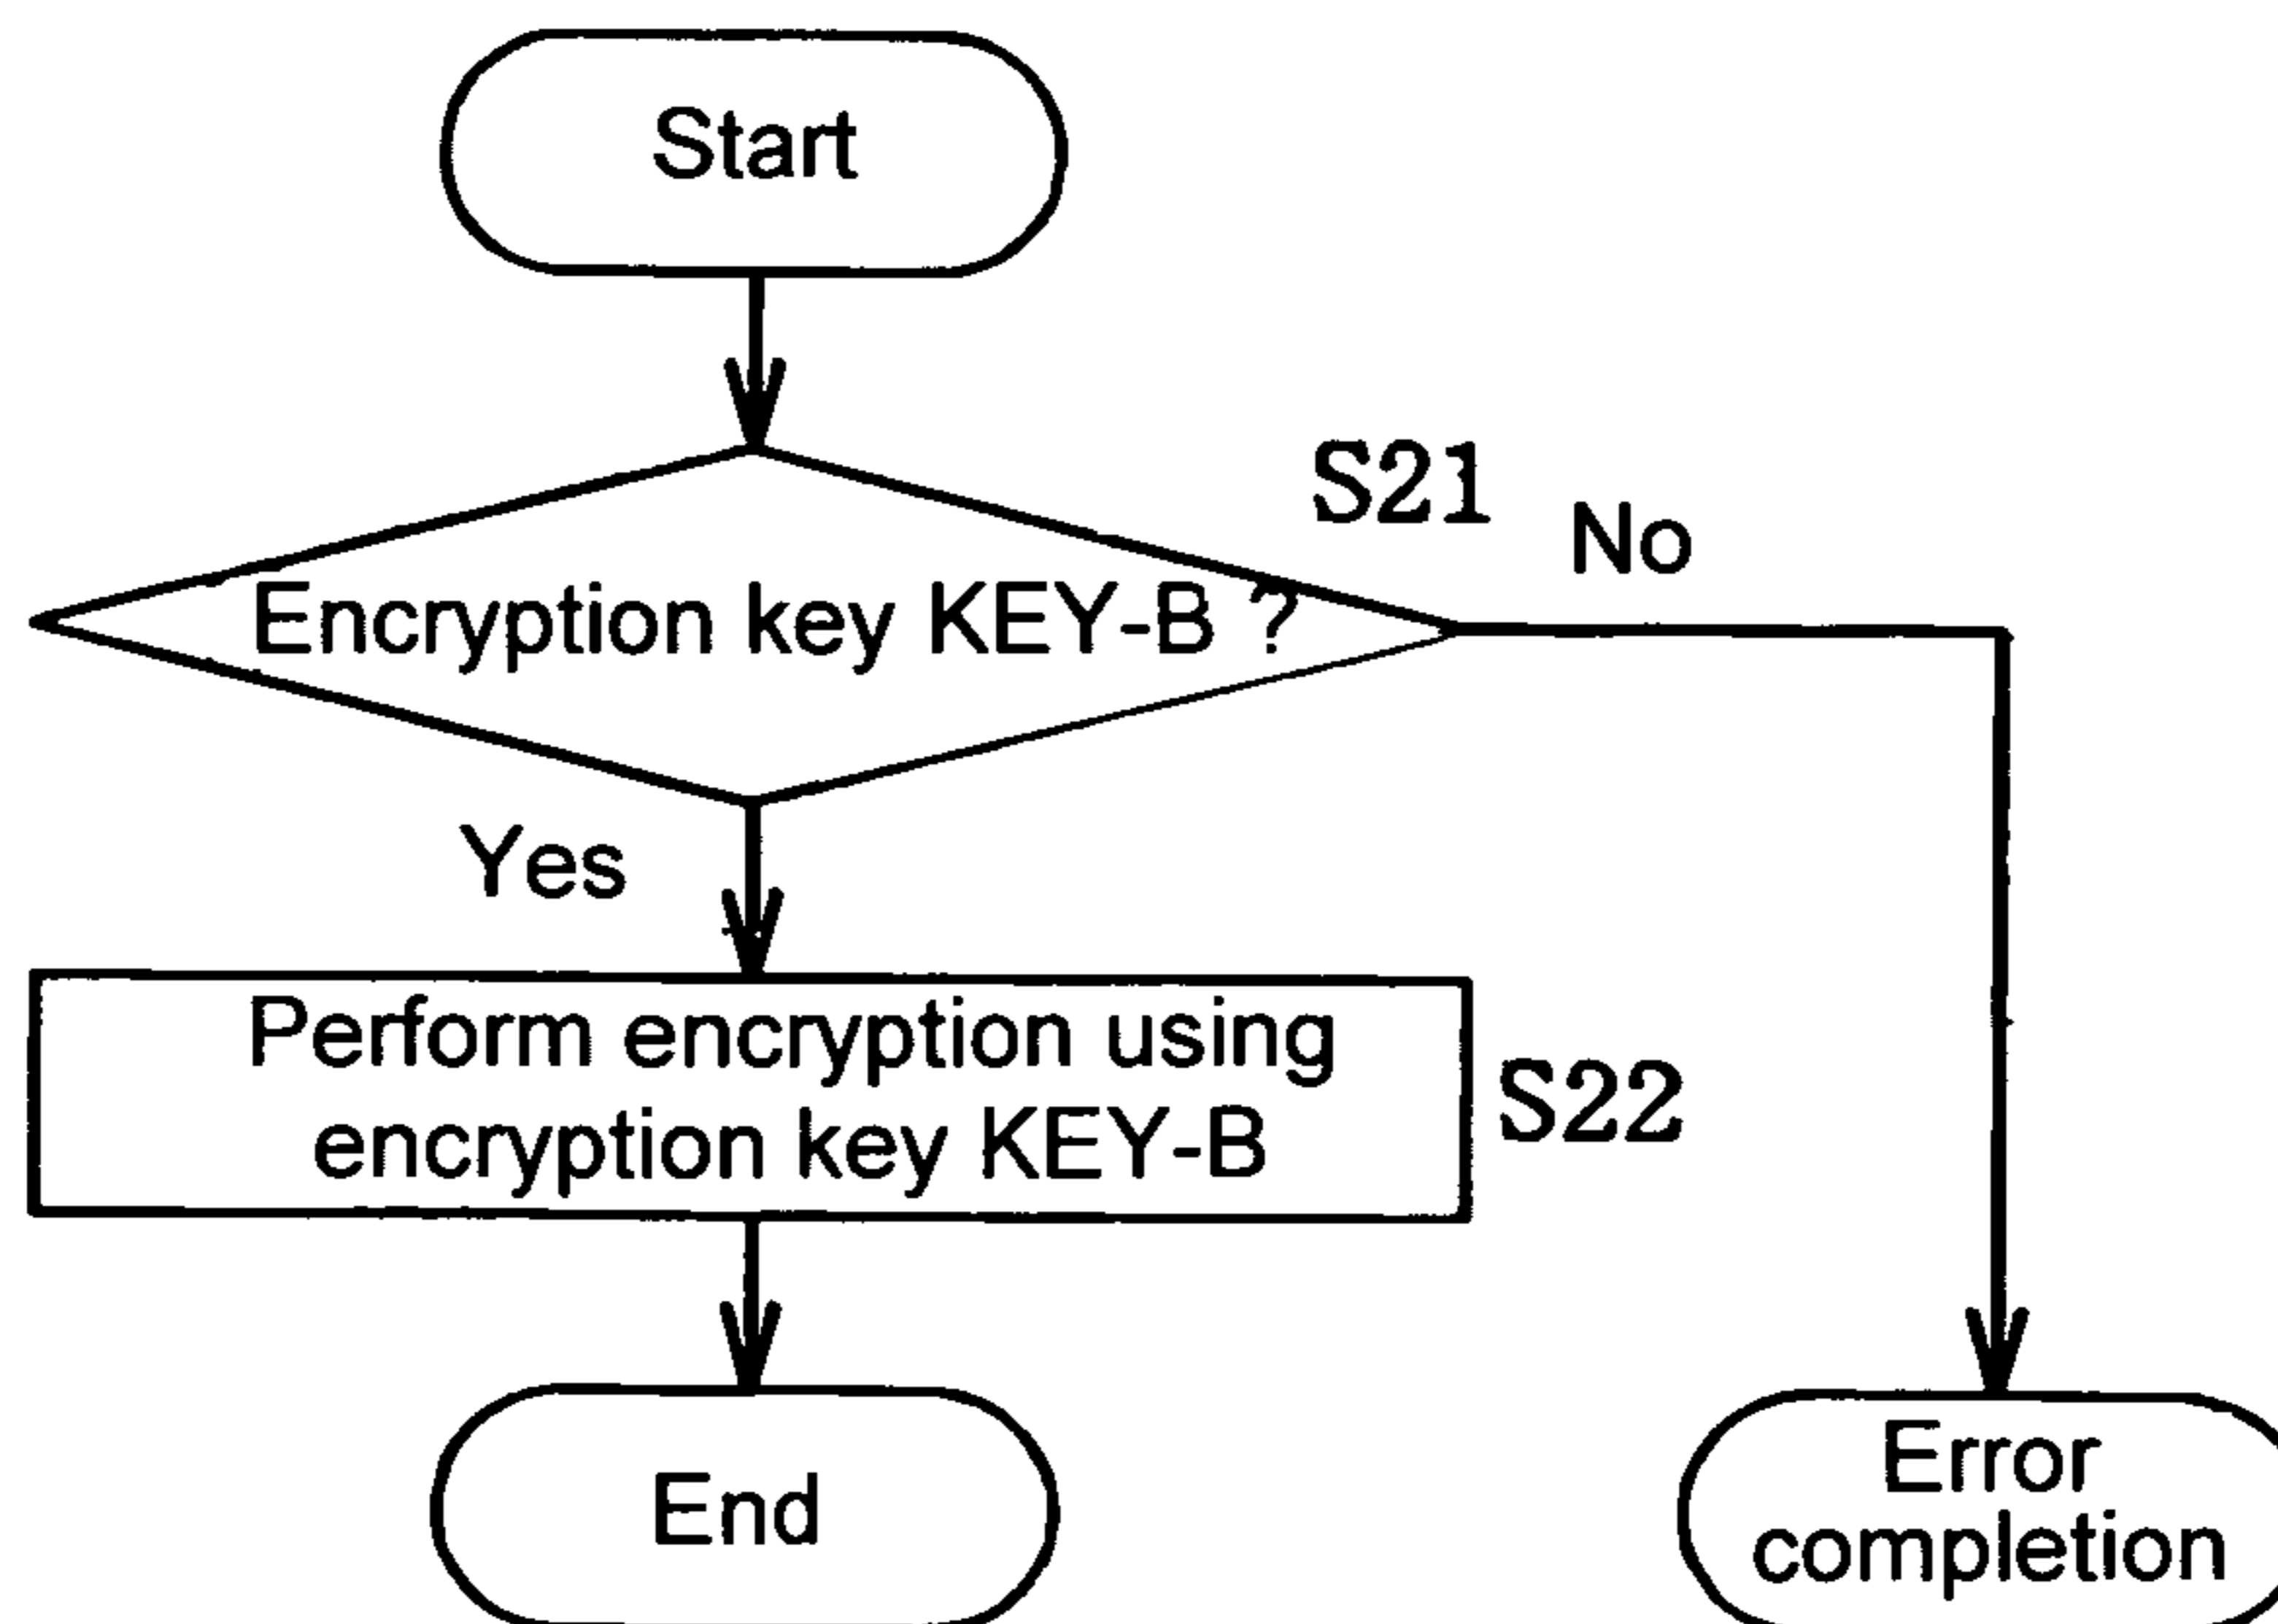 Start
S21
No
Encryption key KEY-B ?
Yes
Perform encryption using
encryption key KEY-B
S22
End
Error
completion